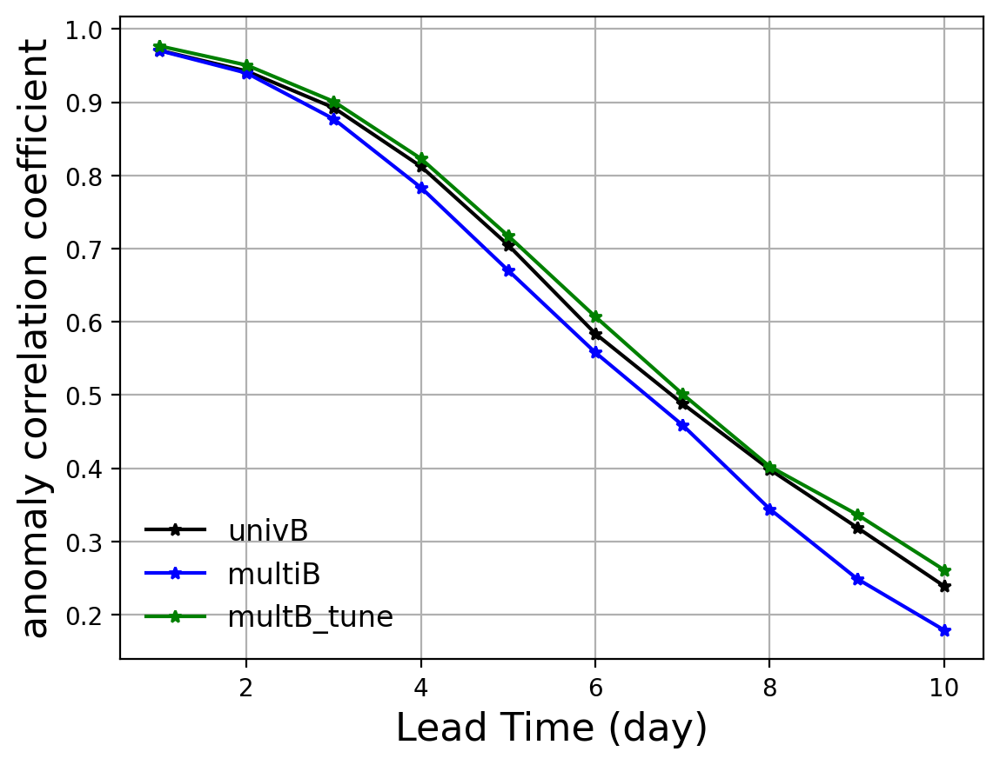 anomaly correlation coefficient
1.0
0.9
0.8
0.7
0.6
0.5
0.4
0.3
0.2
univB
multiB
multB_tune
2 4 6 8 10
Lead Time (day)